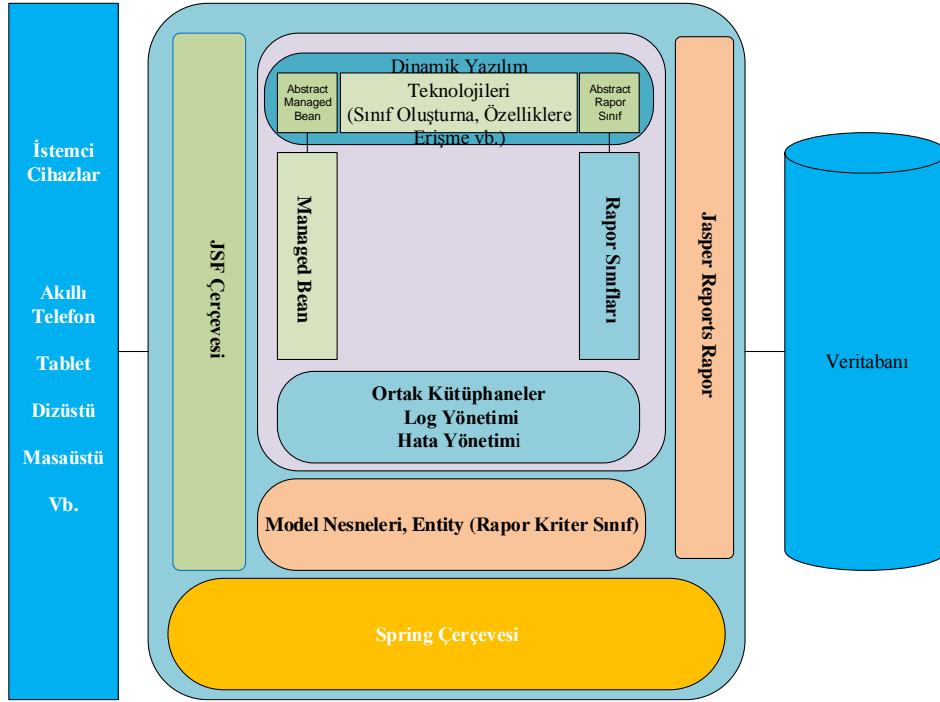 İstemci
Cihazlar
Akıllı
Telefon
Tablet
Dizüstü
Masaüstü
Vb.
JSF Çerçevesi
Dinamik Yazılım
Teknolojileri
(Sınıf Oluşturna, Özelliklere
Erişme vb.)
Abstract
Managed
Bean
Abstract
Rapor
Sınıf
Managed Bean
Rapor Sınıfları
Ortak Kütüphaneler
Log Yönetimi
Hata Yönetimi
Model Nesneleri, Entity (Rapor Kriter Sınıf)
Spring Çerçevesi
Jasper Reports Rapor
Veritabanı